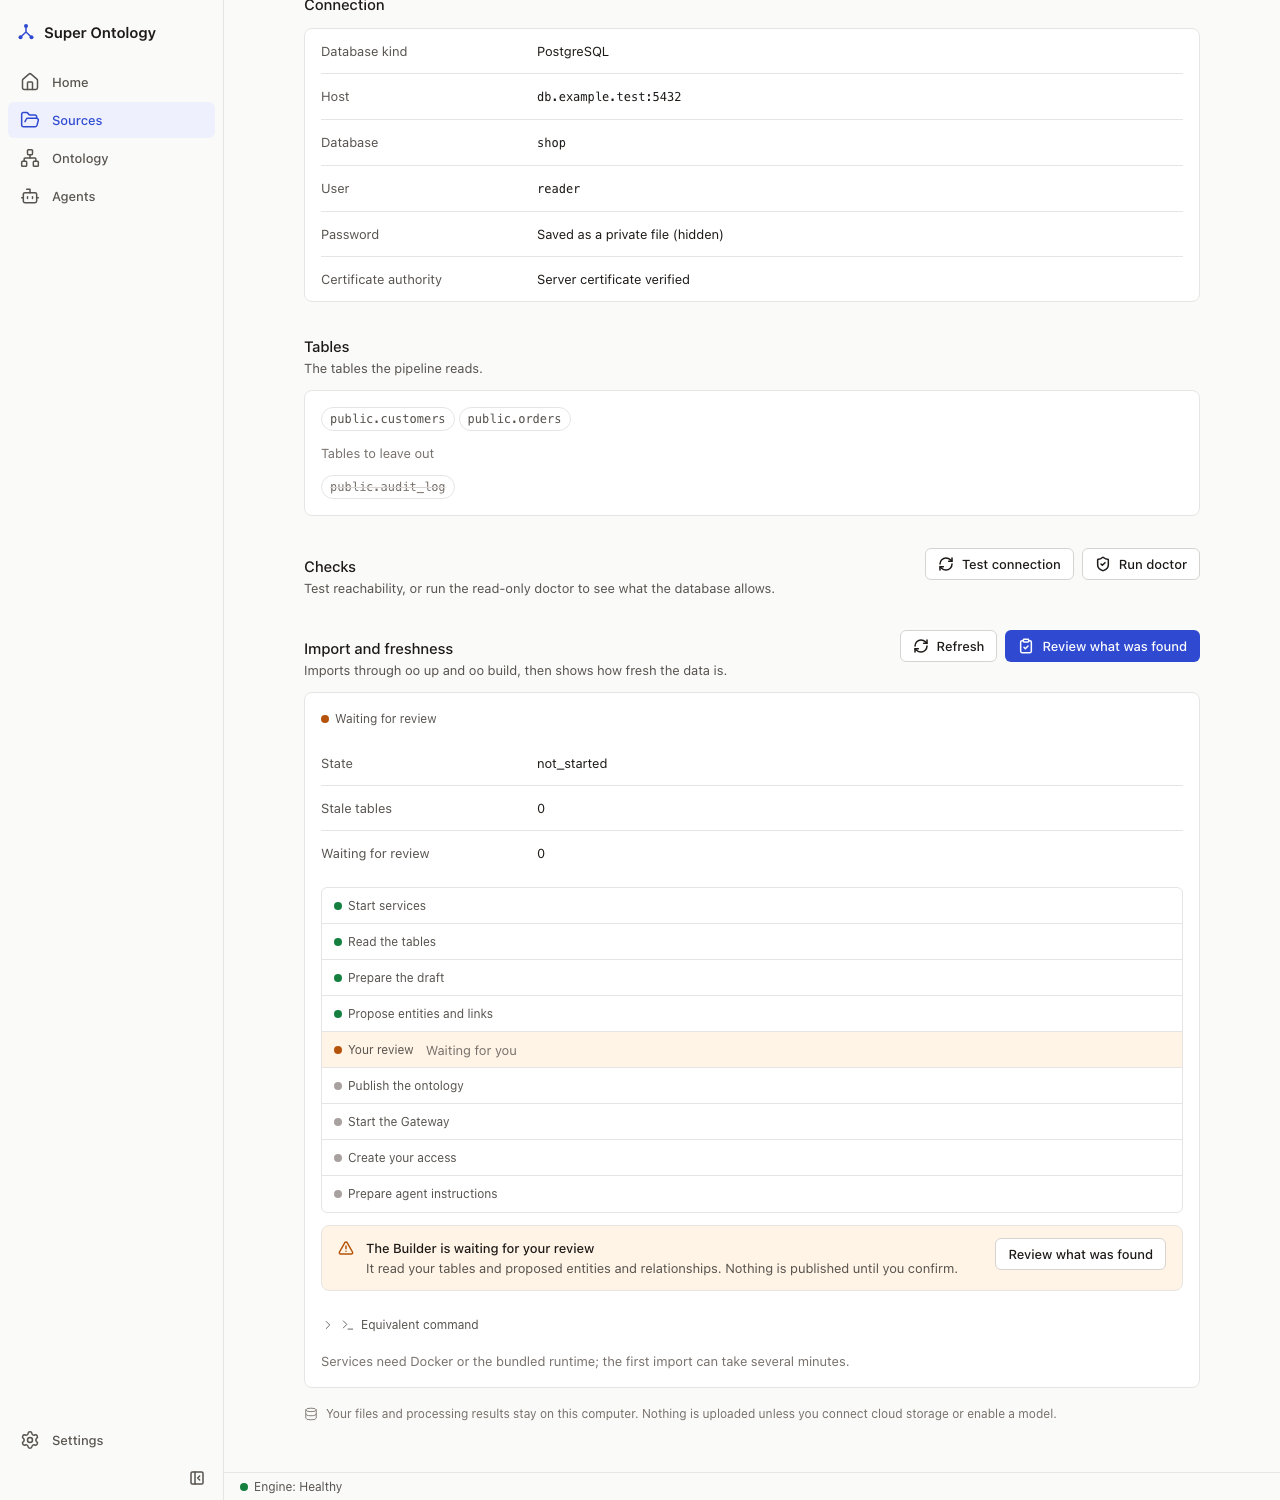 Super Ontology
Home
Sources
Ontology
Agents
Settings
Connection
Database kind PostgreSQL
Host db.example.test:5432
Database shop
User reader
Password Saved as a private file (hidden)
Certificate authority Server certificate verified
Tables
The tables the pipeline reads.
public.customers public.orders
Tables to leave out
public.audit_log
Checks
Test reachability, or run the read-only doctor to see what the database allows.
Test connection Run doctor
Import and freshness
Imports through oo up and oo build, then shows how fresh the data is.
Refresh Review what was found
Waiting for review
State not_started
Stale tables 0
Waiting for review 0
Start services
Read the tables
Prepare the draft
Propose entities and links
Your review Waiting for you
Publish the ontology
Start the Gateway
Create your access
Prepare agent instructions
The Builder is waiting for your review
It read your tables and proposed entities and relationships. Nothing is published until you confirm.
Review what was found
Equivalent command
Services need Docker or the bundled runtime; the first import can take several minutes.
Your files and processing results stay on this computer. Nothing is uploaded unless you connect cloud storage or enable a model.
Engine: Healthy